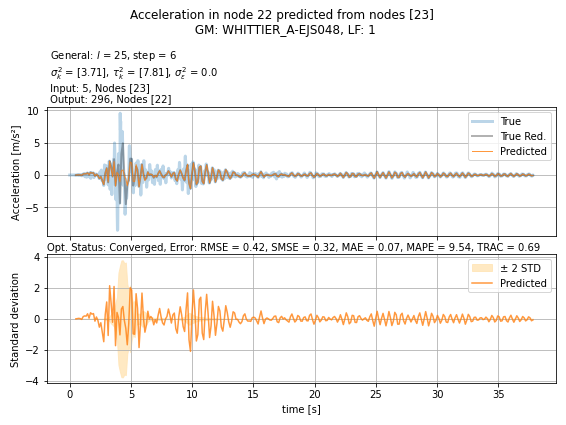 Acceleration in node 22 predicted from nodes [23]
GM: WHITTIER_A-EJS048, LF: 1
General: l = 25, step = 6
σ²ₖ = [3.71], τ²ₖ = [7.81], σ²ε = 0.0
Input: 5, Nodes [23]
Output: 296, Nodes [22]
Acceleration [m/s²]
10
5
0
−5
True
True Red.
Predicted
Opt. Status: Converged, Error: RMSE = 0.42, SMSE = 0.32, MAE = 0.07, MAPE = 9.54, TRAC = 0.69
Standard deviation
4
2
0
−2
−4
± 2 STD
Predicted
0 5 10 15 20 25 30 35
time [s]